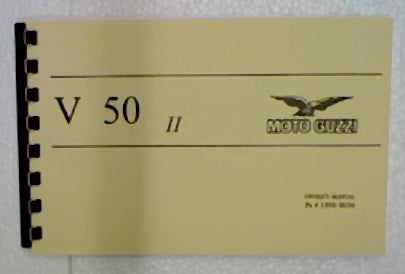 V 50 II
MOTO GUZZI
OWNER'S MANUAL